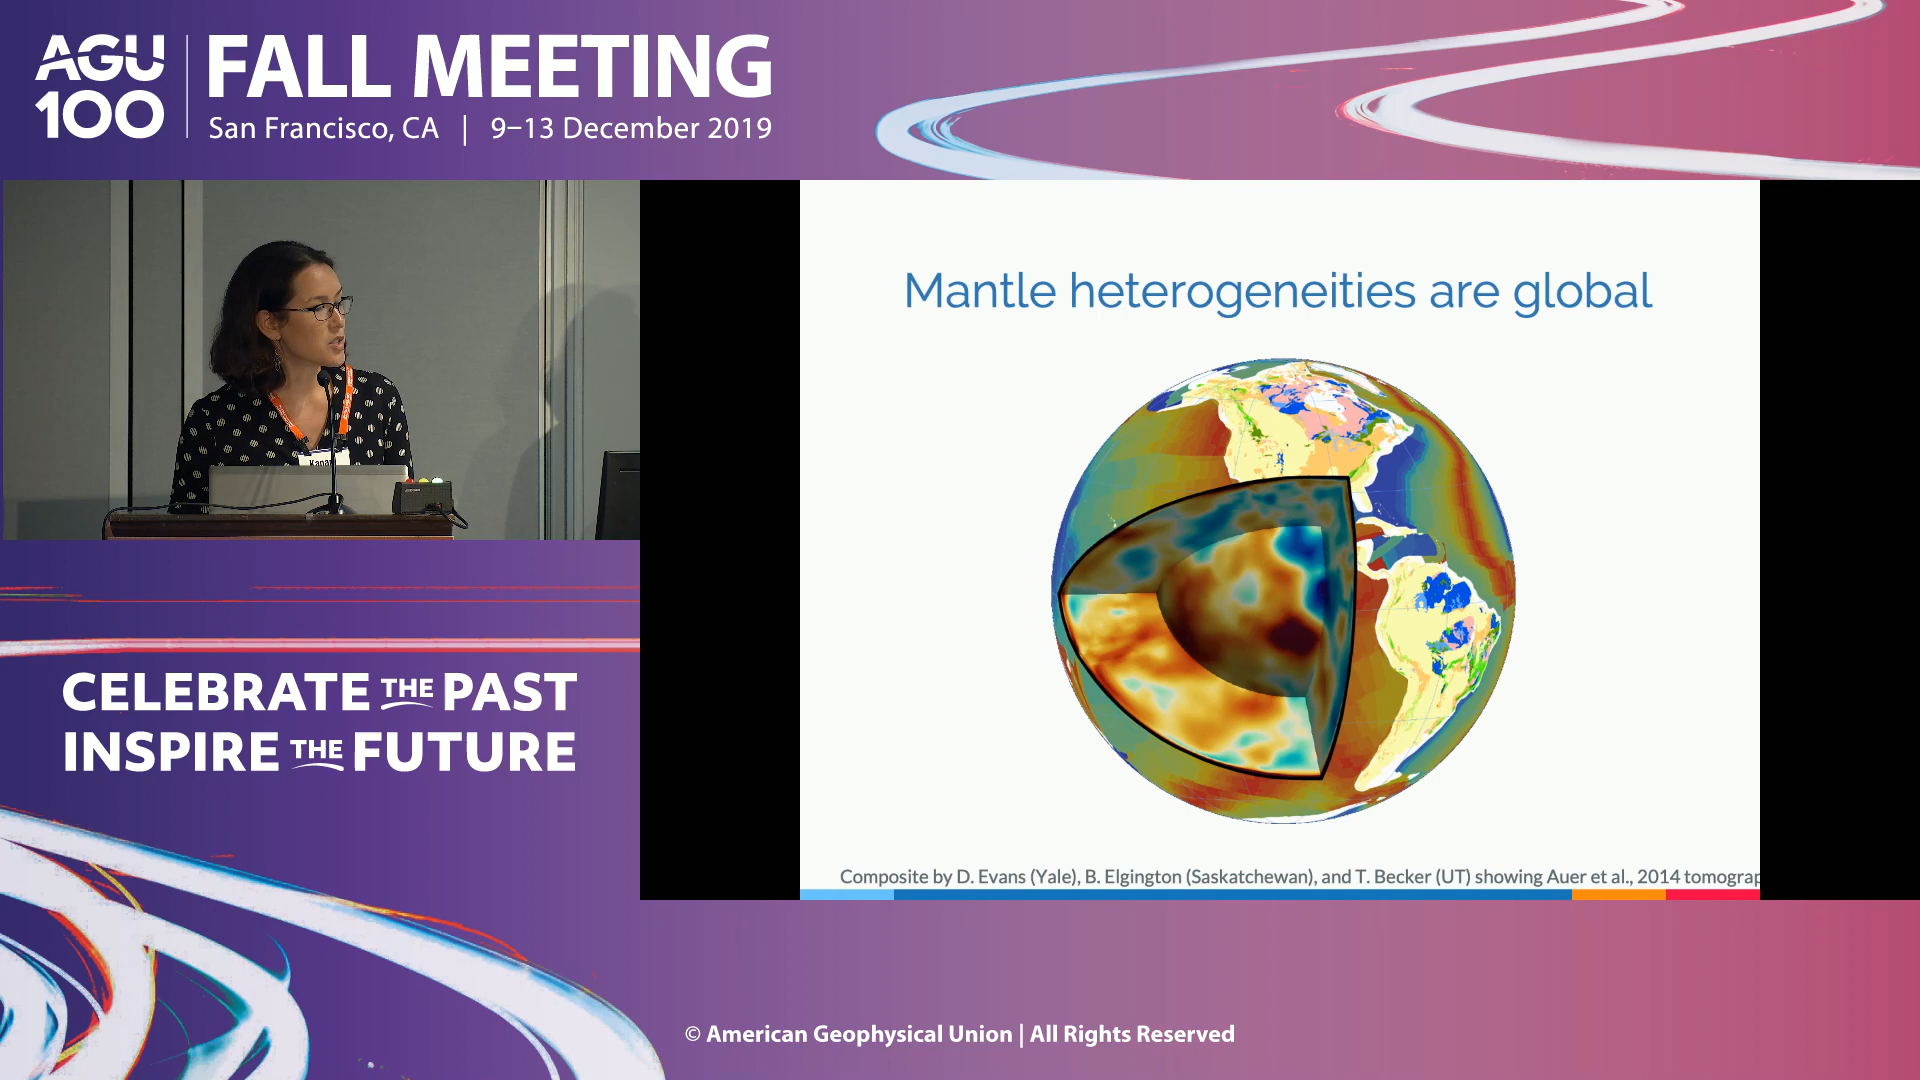 AGU
100
FALL MEETING
San Francisco, CA | 9–13 December 2019
Mantle heterogeneities are global
Composite by D. Evans (Yale), B. Elgington (Saskatchewan), and T. Becker (UT) showing Auer et al., 2014 tomograp
CELEBRATE THE PAST
INSPIRE THE FUTURE
© American Geophysical Union | All Rights Reserved